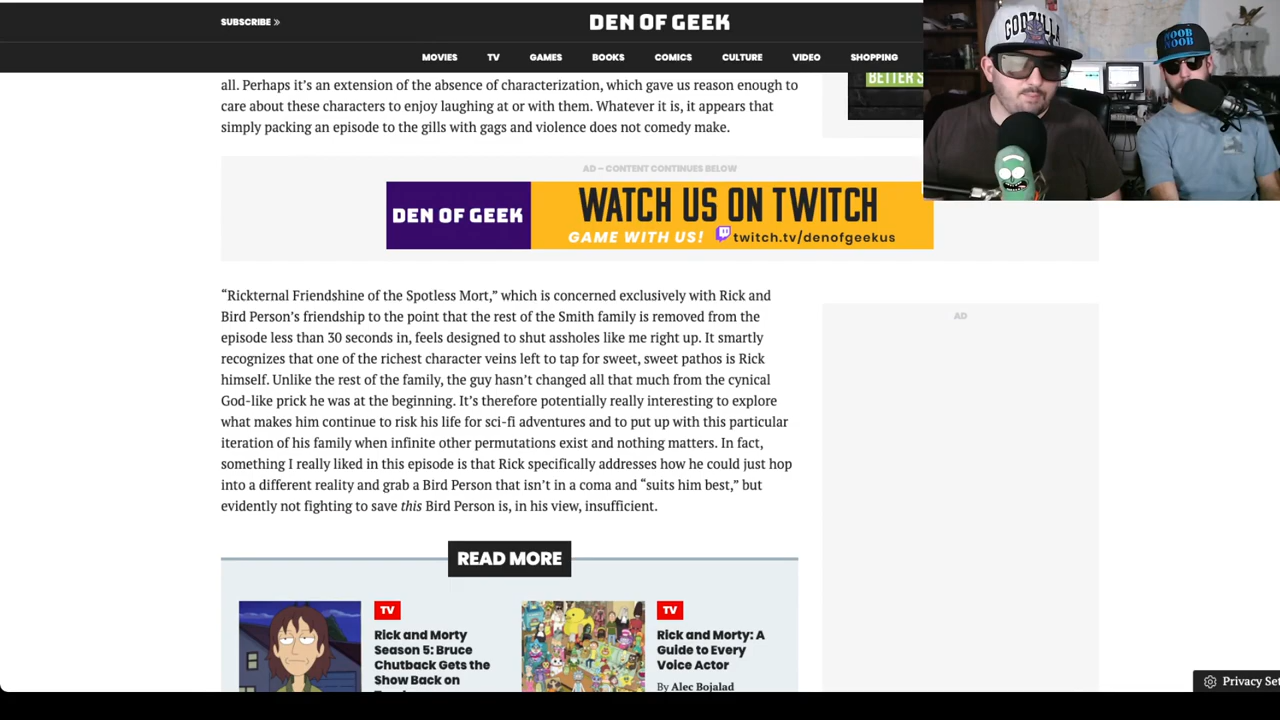 SUBSCRIBE »
DEN OF GEEK
MOVIES TV GAMES BOOKS COMICS CULTURE VIDEO SHOPPING
GODZILLA
NOOB
NOOB
BETTER S
all. Perhaps it’s an extension of the absence of characterization, which gave us reason enough to
care about these characters to enjoy laughing at or with them. Whatever it is, it appears that
simply packing an episode to the gills with gags and violence does not comedy make.
AD – CONTENT CONTINUES BELOW
DEN OF GEEK
WATCH US ON TWITCH
GAME WITH US! twitch.tv/denofgeekus
“Rickternal Friendshine of the Spotless Mort,” which is concerned exclusively with Rick and
Bird Person’s friendship to the point that the rest of the Smith family is removed from the
episode less than 30 seconds in, feels designed to shut assholes like me right up. It smartly
recognizes that one of the richest character veins left to tap for sweet, sweet pathos is Rick
himself. Unlike the rest of the family, the guy hasn’t changed all that much from the cynical
God-like prick he was at the beginning. It’s therefore potentially really interesting to explore
what makes him continue to risk his life for sci-fi adventures and to put up with this particular
iteration of his family when infinite other permutations exist and nothing matters. In fact,
something I really liked in this episode is that Rick specifically addresses how he could just hop
into a different reality and grab a Bird Person that isn’t in a coma and “suits him best,” but
evidently not fighting to save this Bird Person is, in his view, insufficient.
AD
READ MORE
TV
Rick and Morty
Season 5: Bruce
Chutback Gets the
Show Back on
TV
Rick and Morty: A
Guide to Every
Voice Actor
By Alec Bojalad
Privacy Set